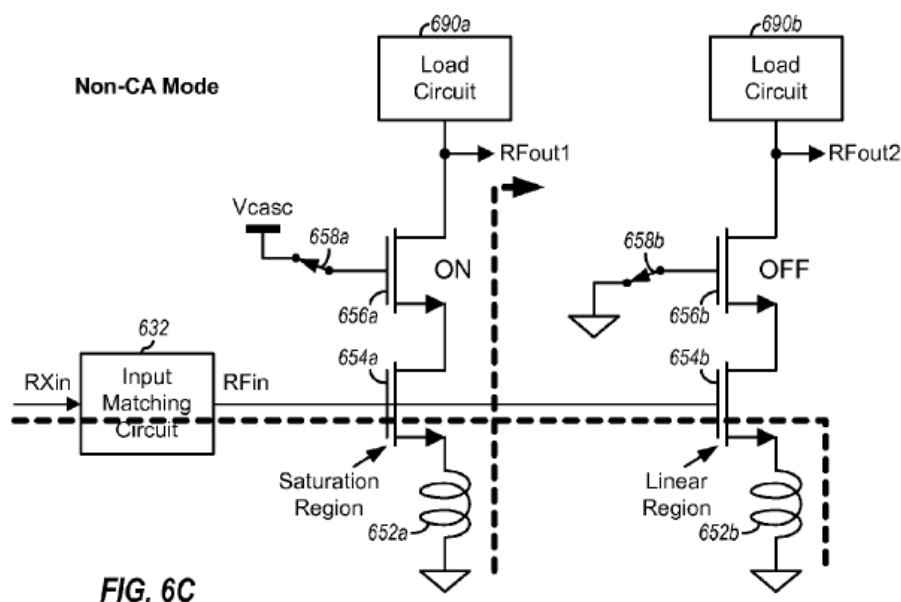 690a
690b
Load
Circuit
Load
Circuit
Non-CA Mode
RFout1
RFout2
Vcasc
658a
ON
656a
658b
OFF
656b
632
654a
654b
RXin
Input
Matching
Circuit
RFin
Saturation
Region
652a
Linear
Region
652b
FIG. 6C